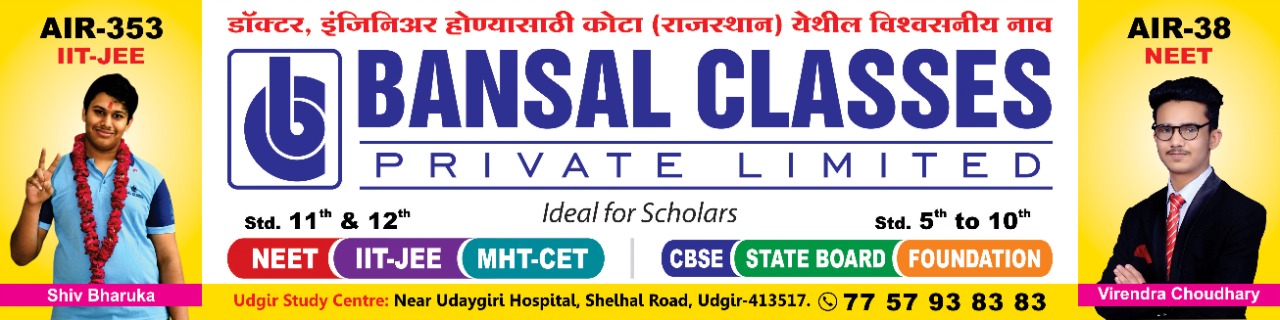 AIR-353
IIT-JEE
Shiv Bharuka
डॉक्टर, इंजिनिअर होण्यासाठी कोटा (राजस्थान) येथील विश्वसनीय नाव
BANSAL CLASSES
PRIVATE LIMITED
Ideal for Scholars
Std. 11th & 12th
NEET IIT-JEE MHT-CET
Std. 5th to 10th
CBSE STATE BOARD FOUNDATION
Udgir Study Centre: Near Udaygiri Hospital, Shelhal Road, Udgir-413517. 77 57 93 83 83
AIR-38
NEET
Virendra Choudhary